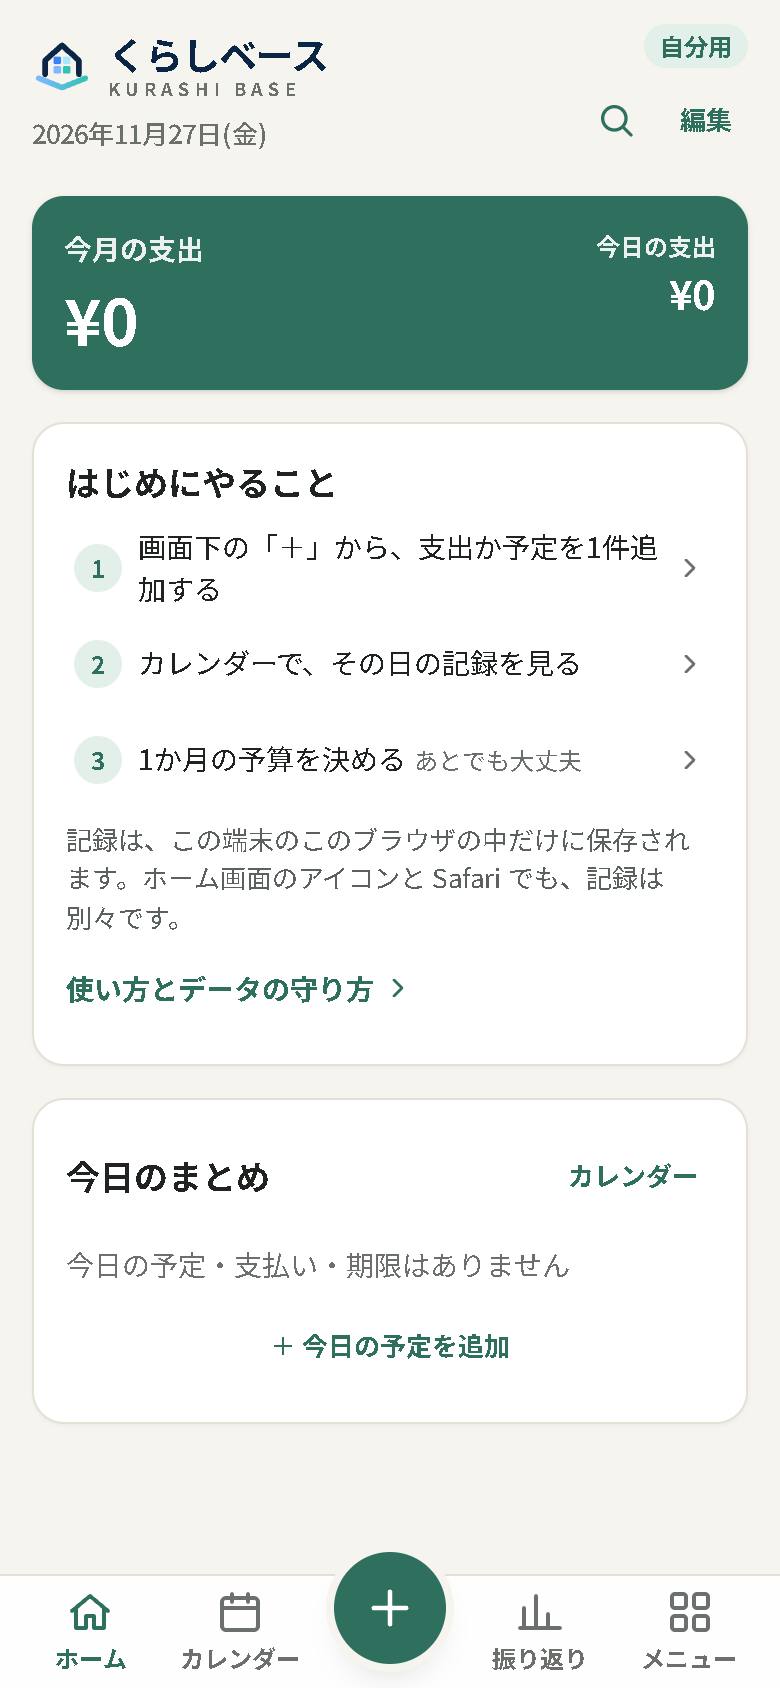 くらしベース
KURASHI BASE
自分用
2026年11月27日(金)
編集
今月の支出
¥0
今日の支出
¥0
はじめにやること
1
画面下の「＋」から、支出か予定を1件追
加する
2
カレンダーで、その日の記録を見る
3
1か月の予算を決める あとでも大丈夫
記録は、この端末のこのブラウザの中だけに保存され
ます。ホーム画面のアイコンと Safari でも、記録は
別々です。
使い方とデータの守り方
今日のまとめ
カレンダー
今日の予定・支払い・期限はありません
＋ 今日の予定を追加
ホーム
カレンダー
振り返り
メニュー